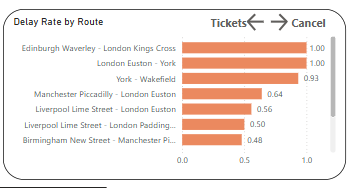 Delay Rate by Route
Tickets Cancel
Edinburgh Waverley - London Kings Cross 1.00
London Euston - York 1.00
York - Wakefield 0.93
Manchester Piccadilly - London Euston 0.64
Liverpool Lime Street - London Euston 0.56
Liverpool Lime Street - London Padding... 0.50
Birmingham New Street - Manchester Pi... 0.48
0.0 0.5 1.0